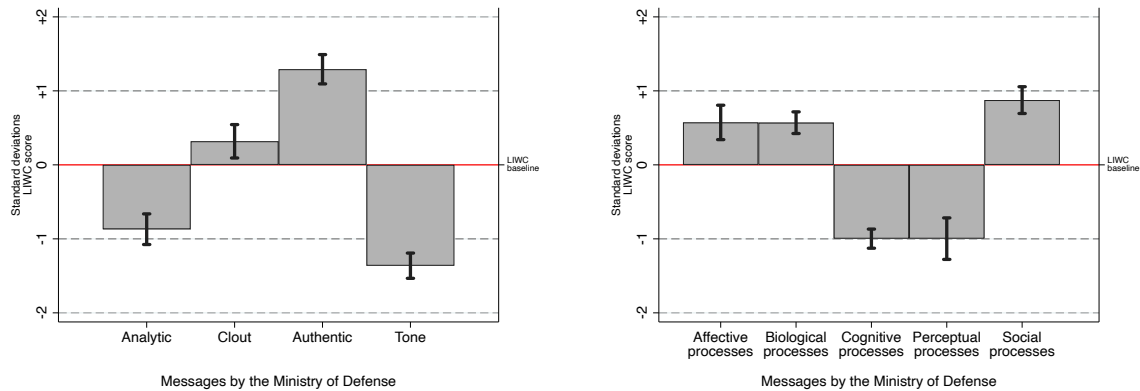 Standard deviations
LIWC score
+2
+1
0
-1
-2
LIWC
baseline
Analytic Clout Authentic Tone
Messages by the Ministry of Defense
Standard deviations
LIWC score
+2
+1
0
-1
-2
LIWC
baseline
Affective Biological Cognitive Perceptual Social
processes processes processes processes processes
Messages by the Ministry of Defense